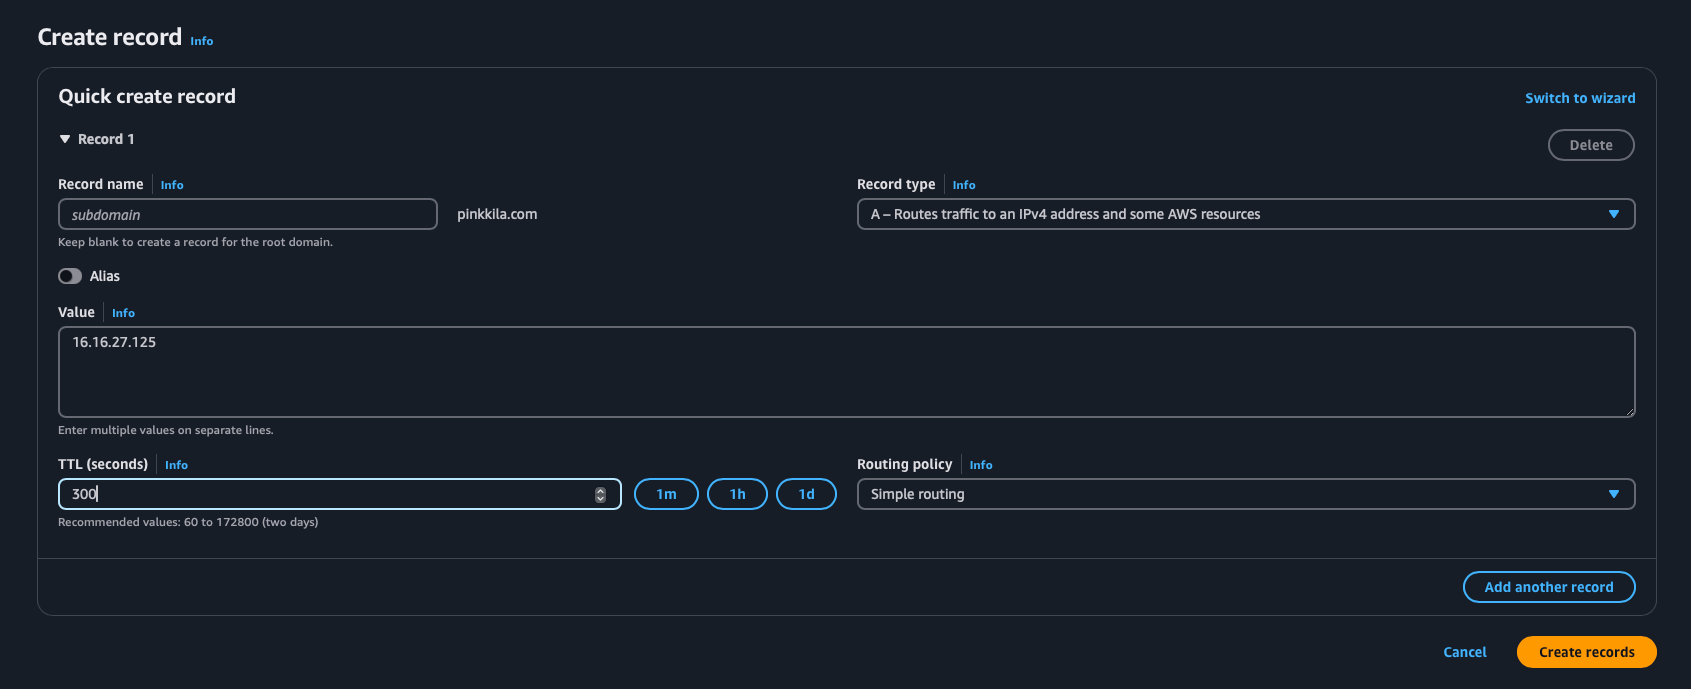 Create record Info
Quick create record
Switch to wizard
Record 1
Delete
Record name Info
subdomain
pinkkila.com
Keep blank to create a record for the root domain.
Record type Info
A – Routes traffic to an IPv4 address and some AWS resources
Alias
Value Info
16.16.27.125
Enter multiple values on separate lines.
TTL (seconds) Info
300
1m
1h
1d
Recommended values: 60 to 172800 (two days)
Routing policy Info
Simple routing
Add another record
Cancel
Create records